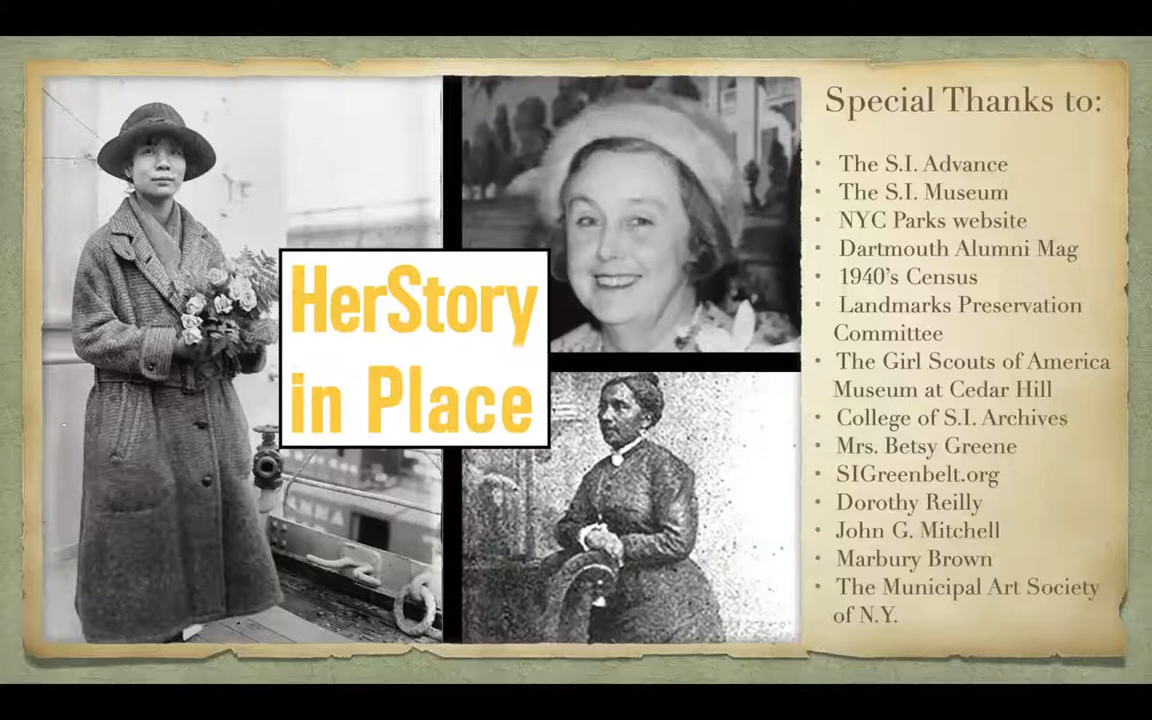 HerStory
in Place
Special Thanks to:
• The S.I. Advance
• The S.I. Museum
• NYC Parks website
• Dartmouth Alumni Mag
• 1940's Census
• Landmarks Preservation
Committee
• The Girl Scouts of America
Museum at Cedar Hill
• College of S.I. Archives
• Mrs. Betsy Greene
• SIGreenbelt.org
• Dorothy Reilly
• John G. Mitchell
• Marbury Brown
• The Municipal Art Society
of N.Y.